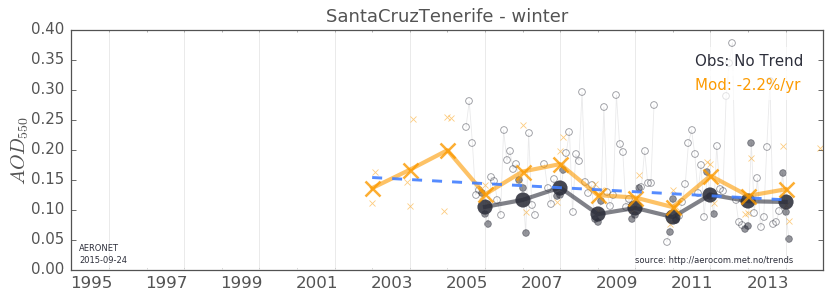 SantaCruzTenerife - winter
0.40
0.35
0.30
0.25
0.20
0.15
0.10
0.05
0.00
AOD550
Obs: No Trend
Mod: -2.2%/yr
AERONET
2015-09-24
source: http://aerocom.met.no/trends
1995 1997 1999 2001 2003 2005 2007 2009 2011 2013